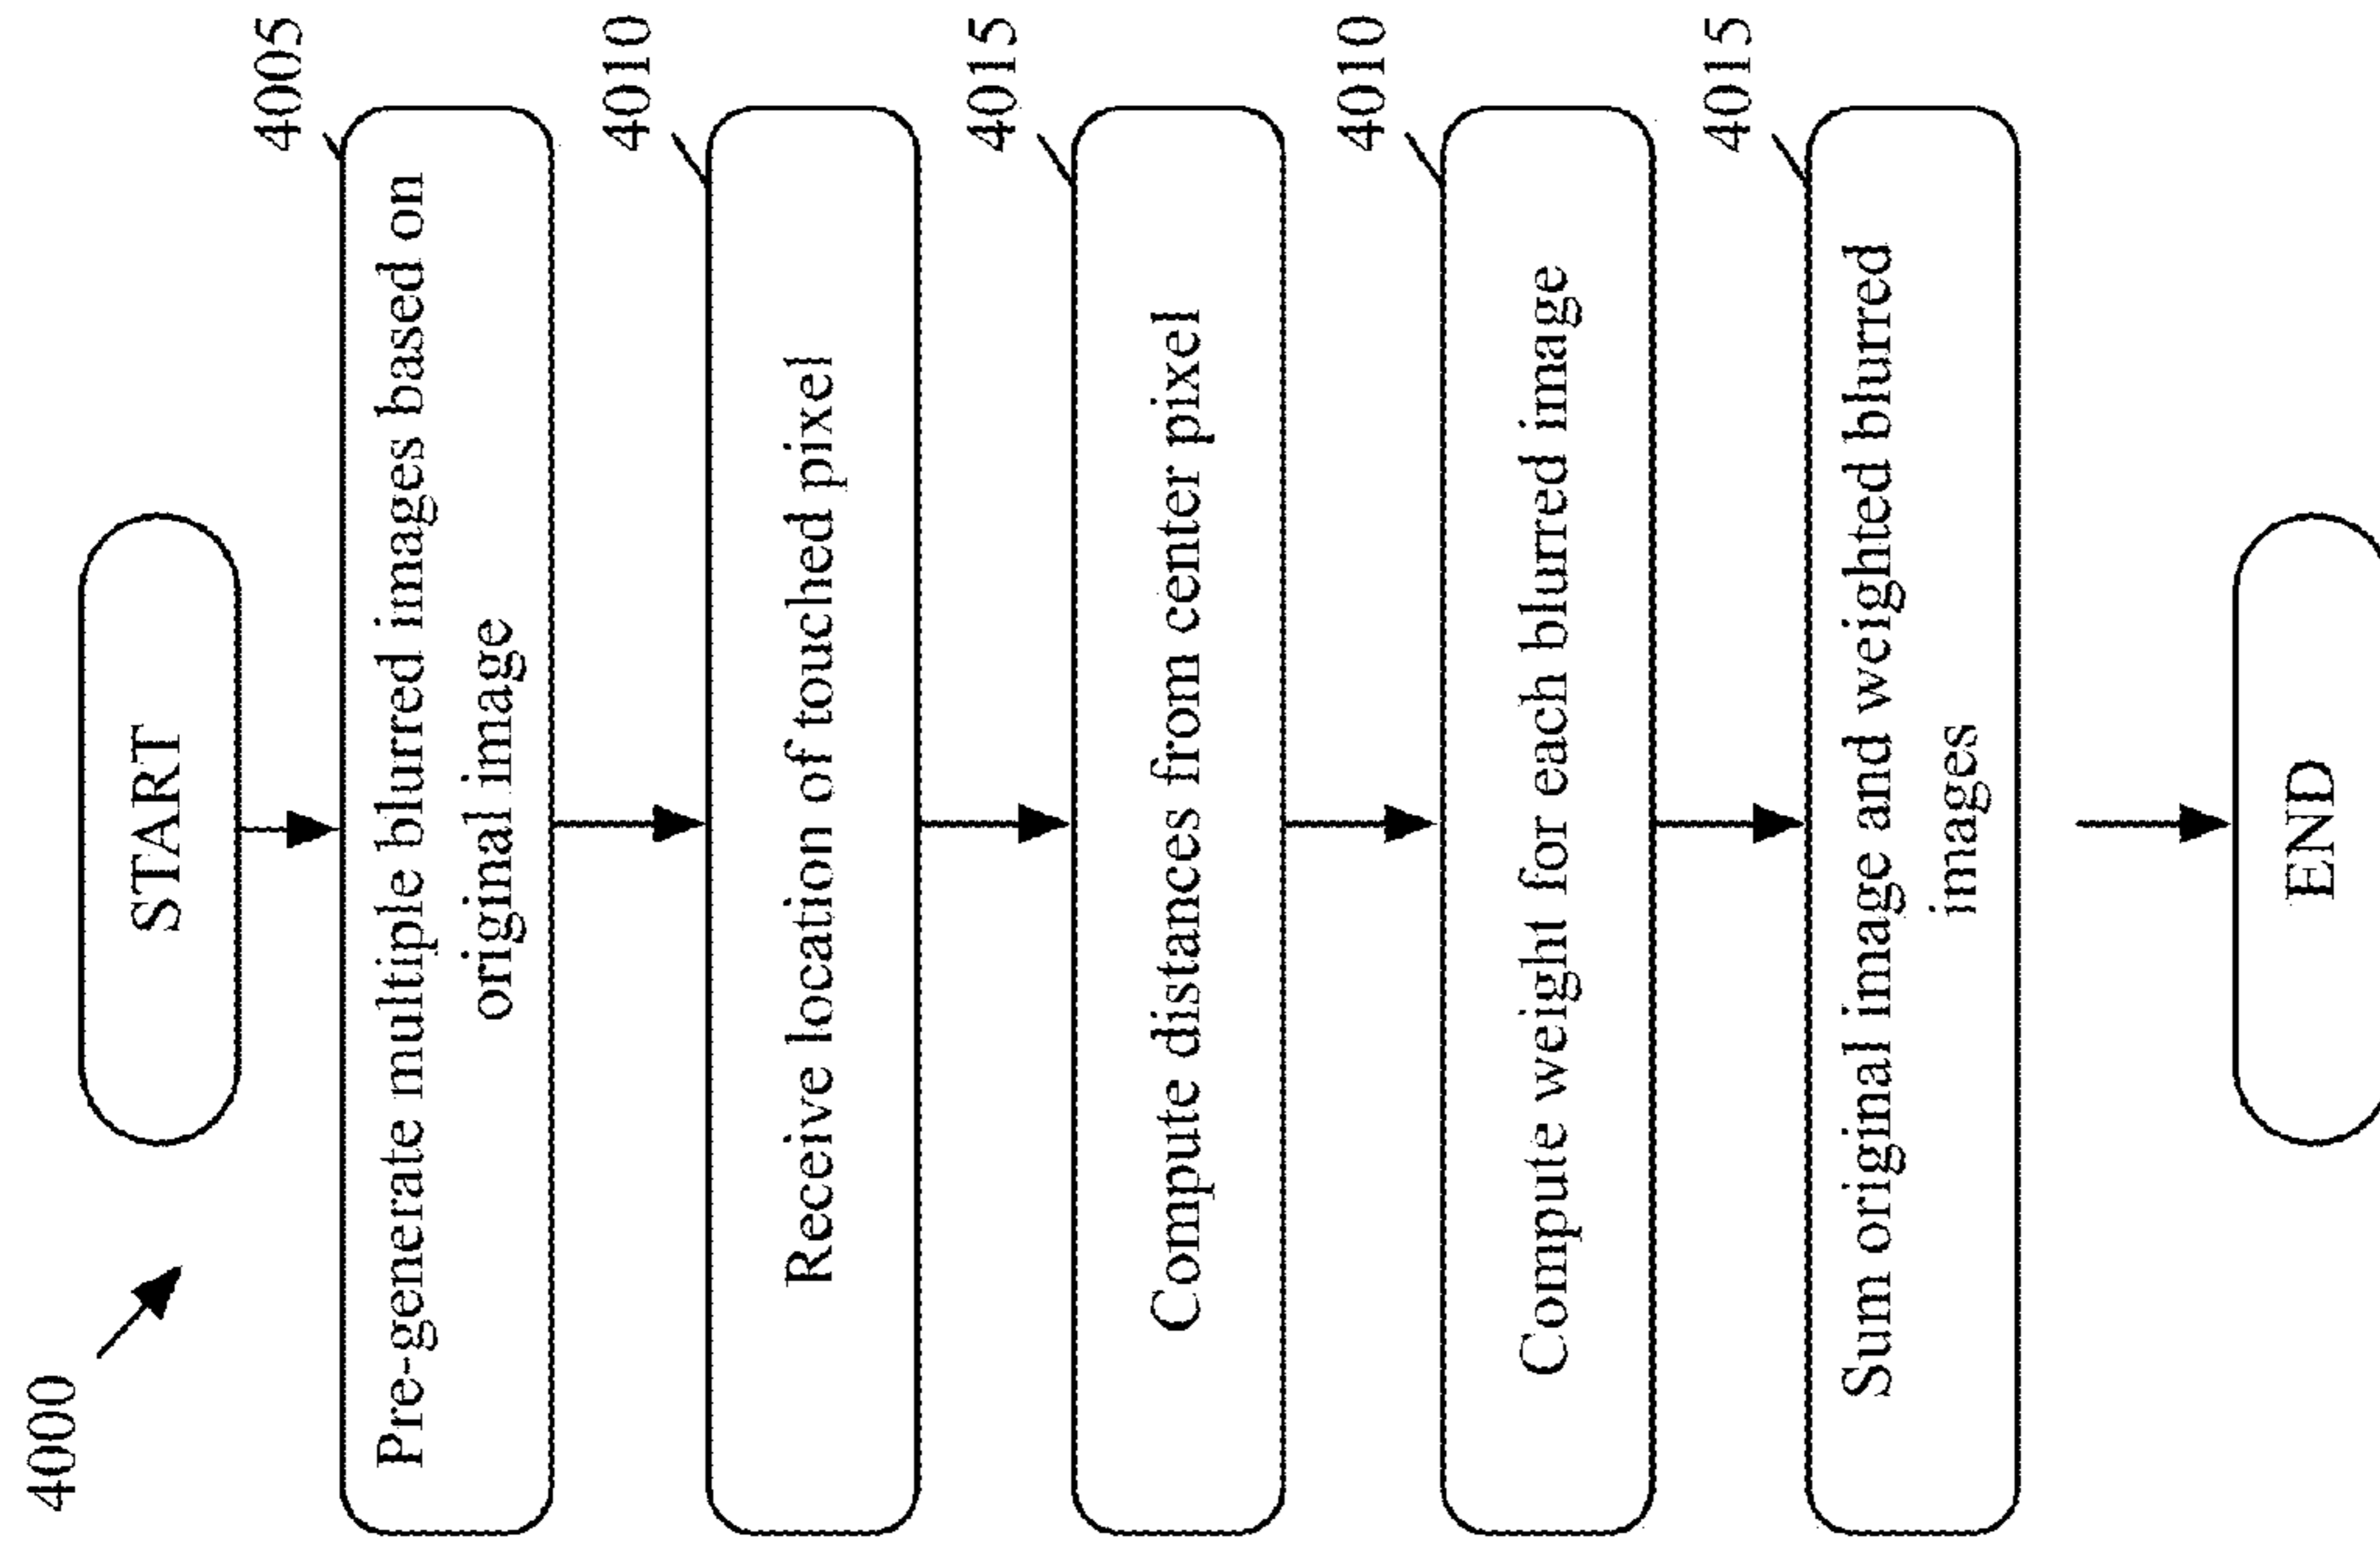 4000
START
4005
Pre-generate multiple blurred images based on
original image
4010
Receive location of touched pixel
4015
Compute distances from center pixel
4010
Compute weight for each blurred image
4015
Sum original image and weighted blurred
images
END